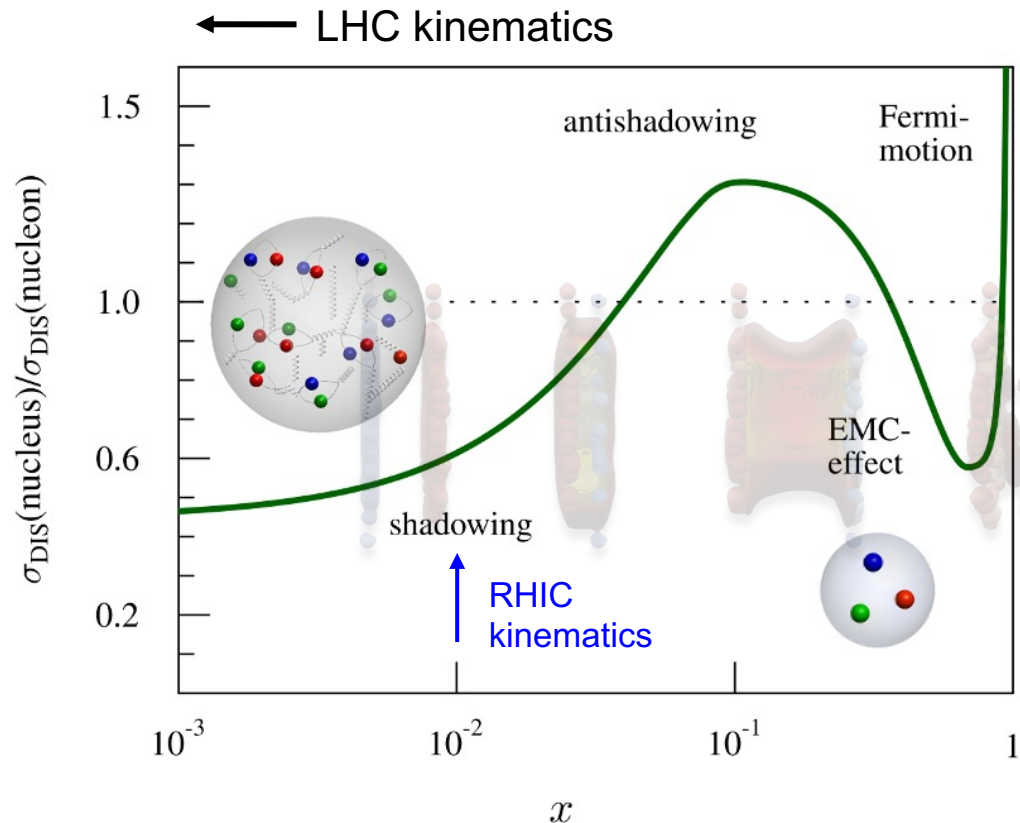 LHC kinematics
1.5
antishadowing
Fermi-
motion
σDIS(nucleus)/σDIS(nucleon)
1.0
EMC-
effect
0.6
shadowing
RHIC
kinematics
0.2
10⁻³
10⁻²
10⁻¹
1
x